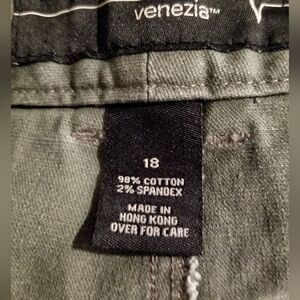 venezia™
18
98% COTTON
2% SPANDEX
MADE IN
HONG KONG
OVER FOR CARE